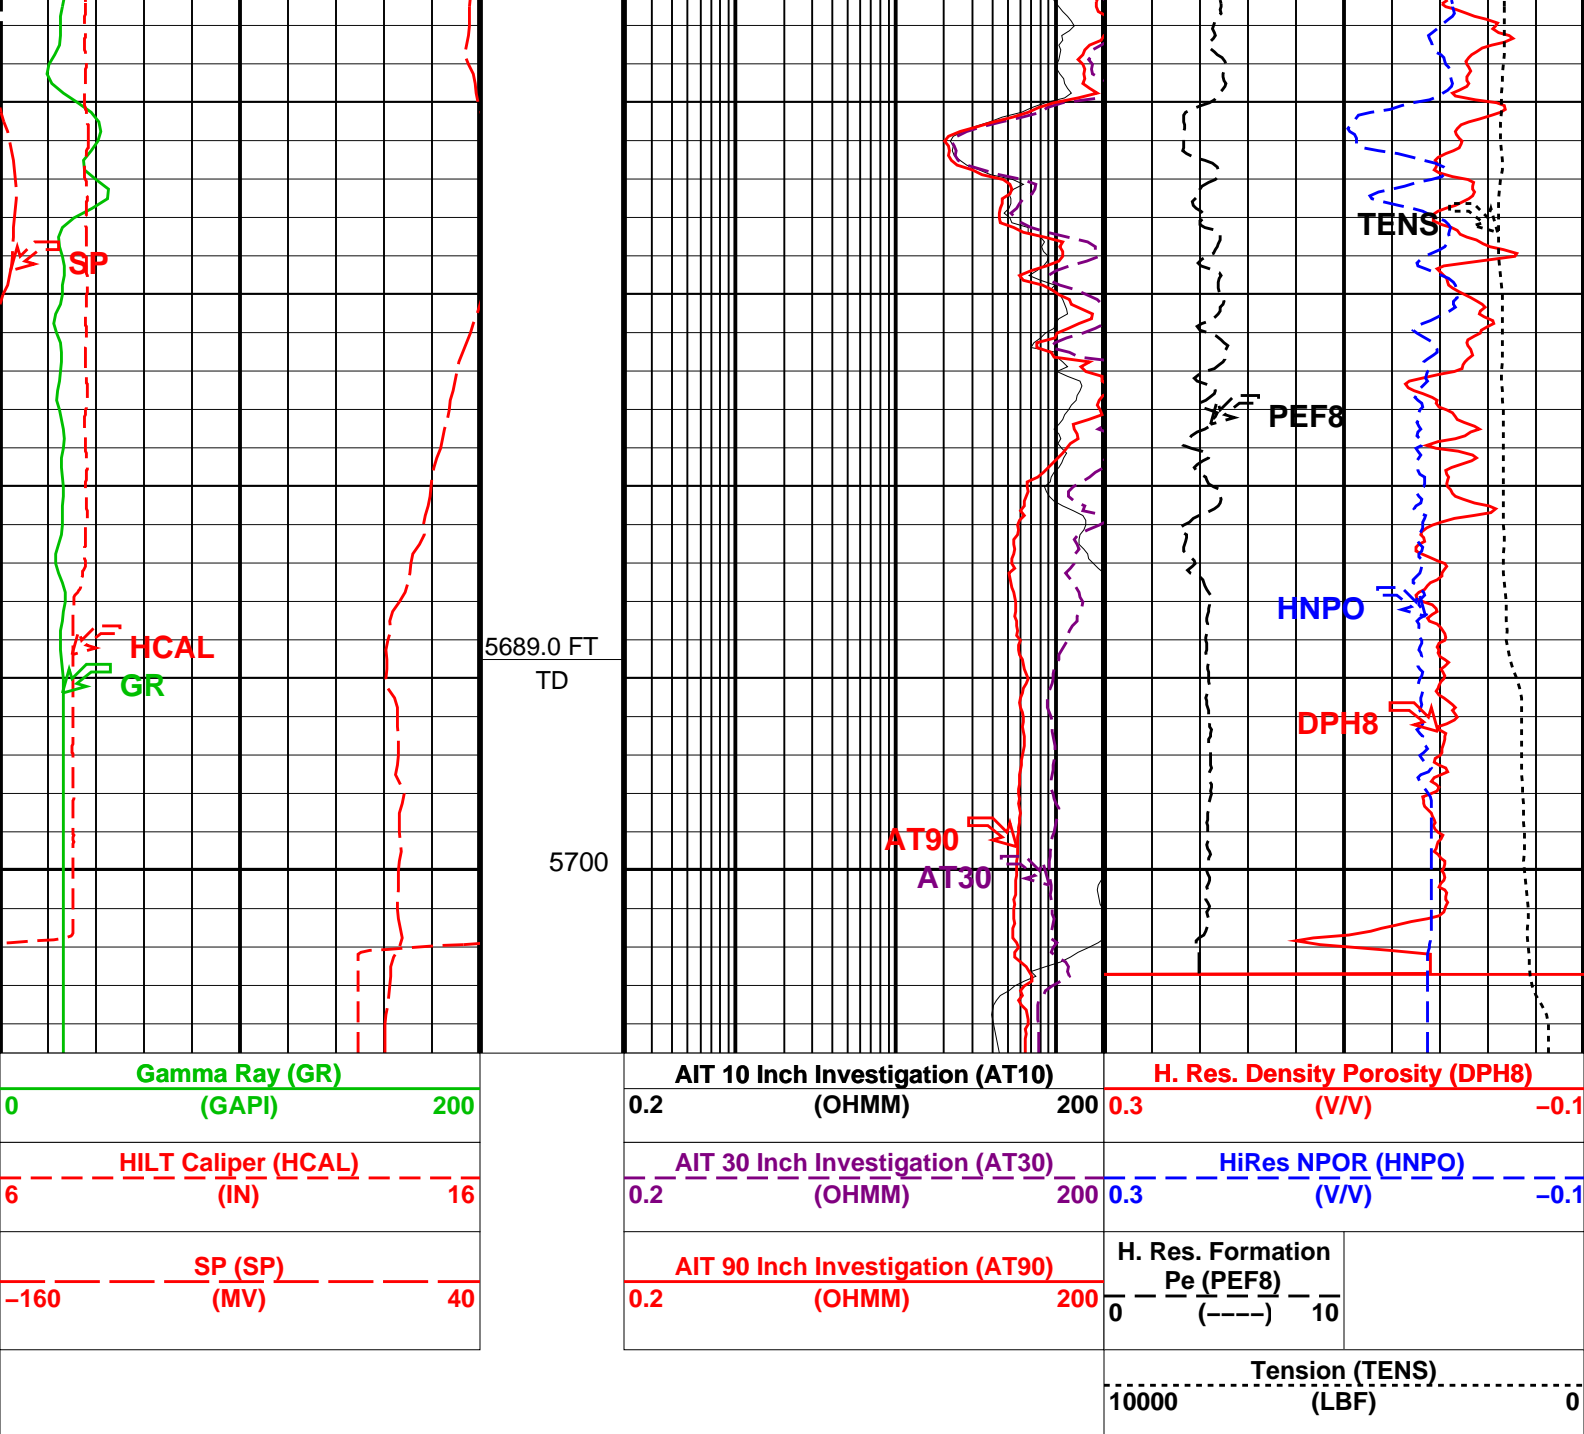 TENS
SP
PEF8
HNPO
5689.0 FT
HCAL
TD
GR
DPH8
AT90
5700
AT30
Gamma Ray (GR)
0 (GAPI) 200
HILT Caliper (HCAL)
6 (IN) 16
SP (SP)
−160 (MV) 40
AIT 10 Inch Investigation (AT10)
0.2 (OHMM) 200
AIT 30 Inch Investigation (AT30)
0.2 (OHMM) 200
AIT 90 Inch Investigation (AT90)
0.2 (OHMM) 200
H. Res. Density Porosity (DPH8)
0.3 (V/V) −0.1
HiRes NPOR (HNPO)
0.3 (V/V) −0.1
H. Res. Formation
Pe (PEF8)
0 (−−−−) 10
Tension (TENS)
10000 (LBF) 0